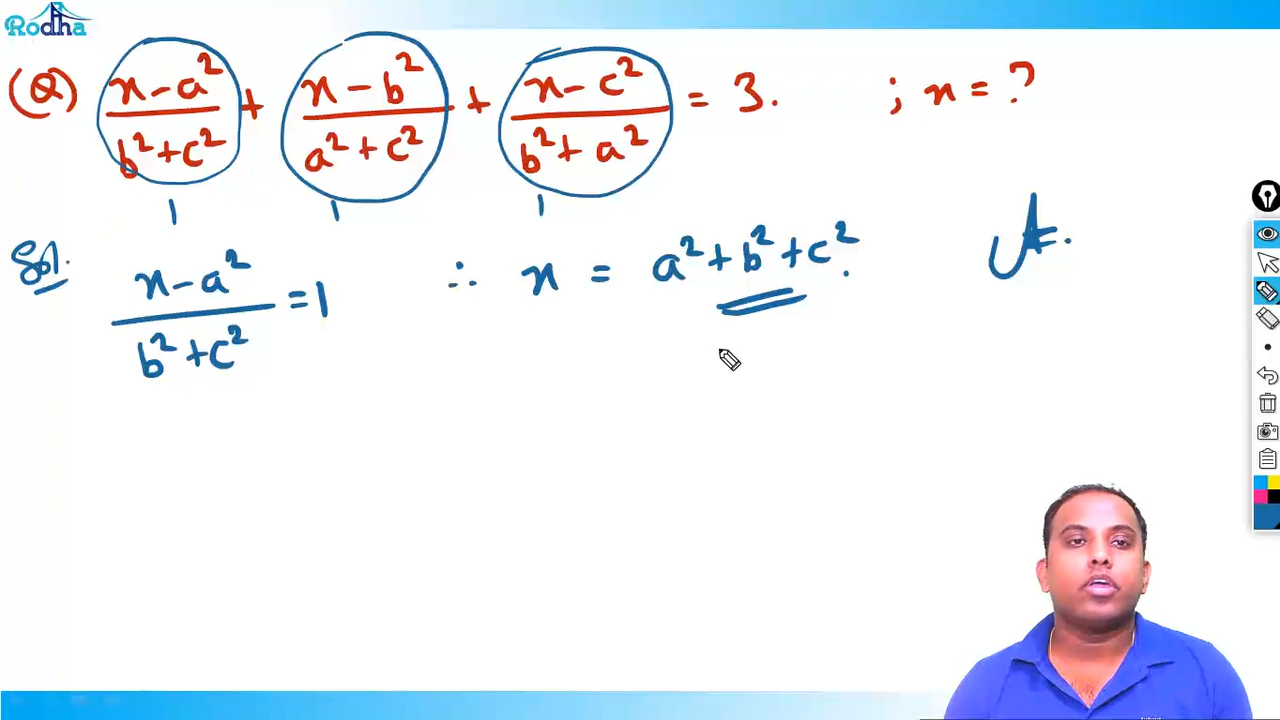 Rodha
(Q) x-a²/b²+c² + x-b²/a²+c² + x-c²/b²+a² = 3. ; x = ?
1 1 1
Sol. x-a²/b²+c² = 1 ∴ x = a²+b²+c².